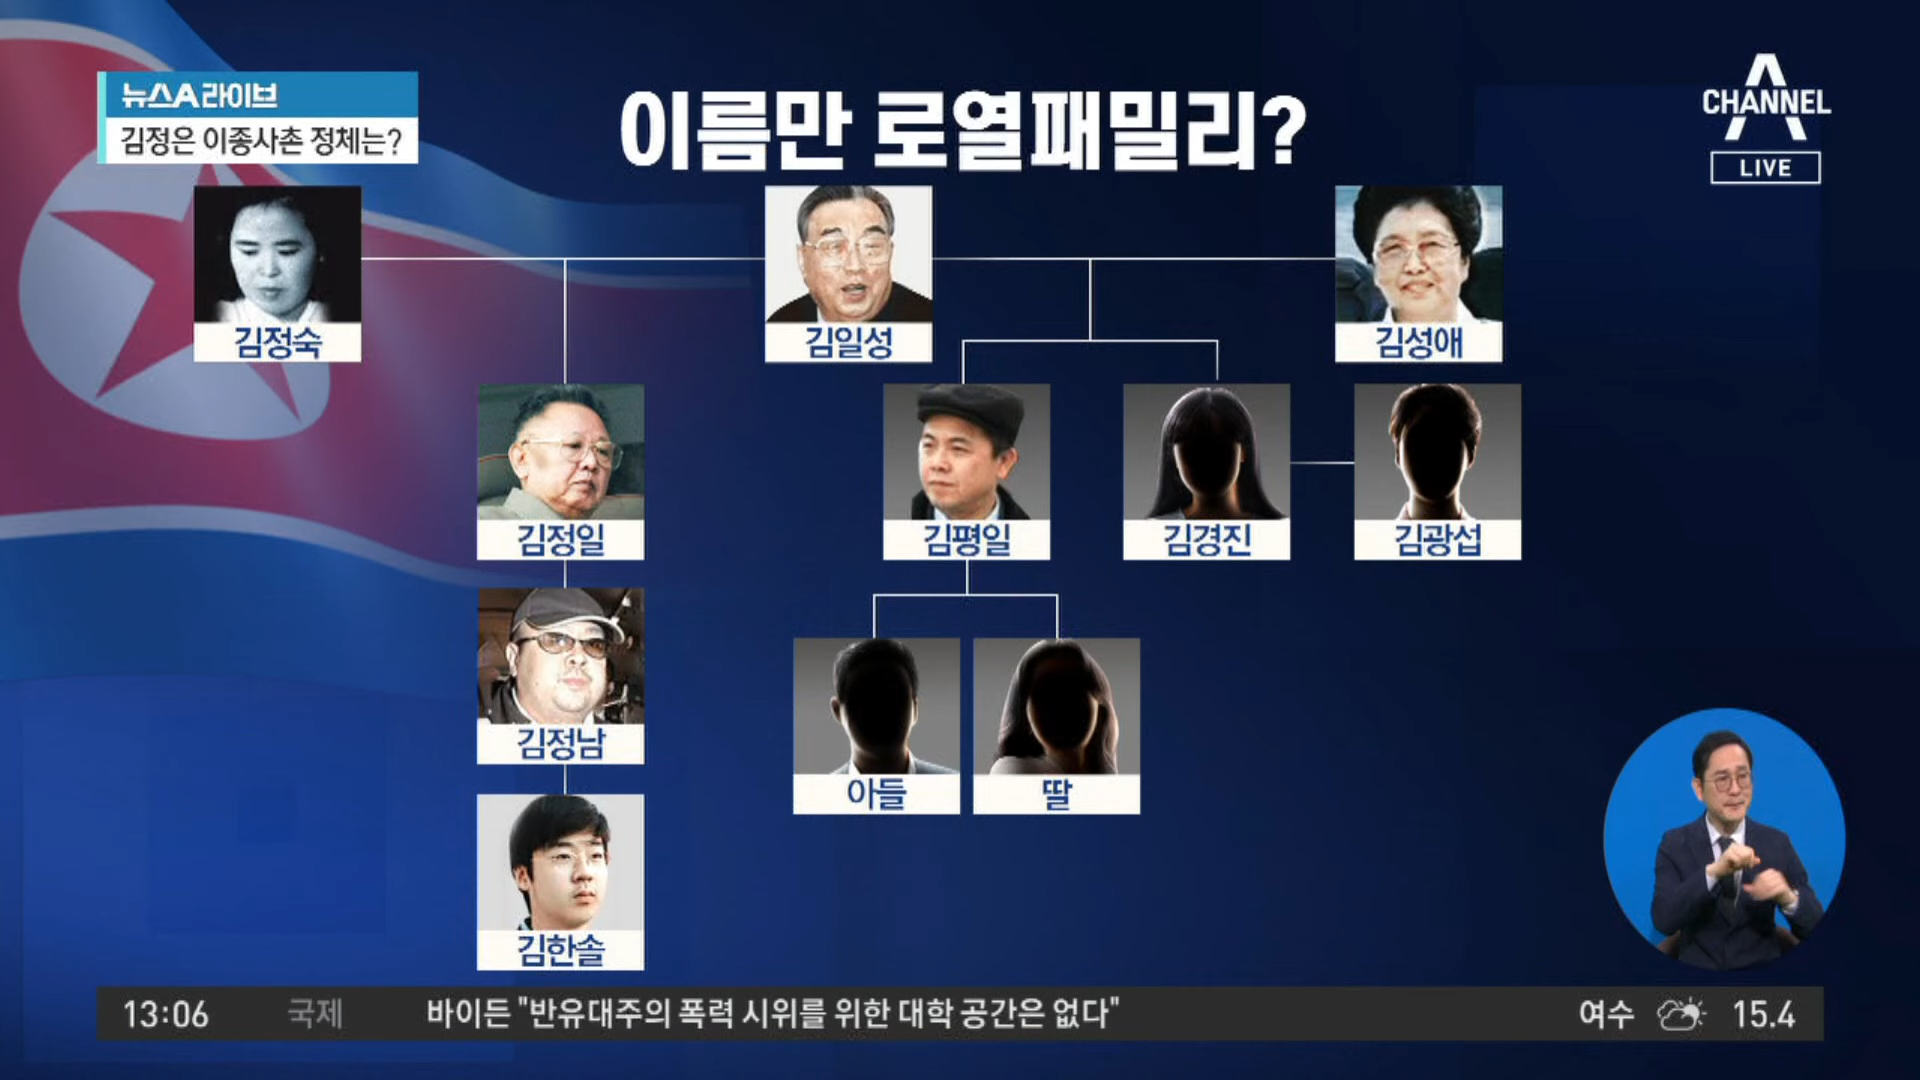 뉴스A 라이브
김정은 이종사촌 정체는?
이름만 로열패밀리?
CHANNEL A
LIVE
김정숙
김일성
김성애
김정일
김평일
김경진
김광섭
김정남
아들
딸
김한솔
13:06 국제 바이든 "반유대주의 폭력 시위를 위한 대학 공간은 없다" 여수 15.4